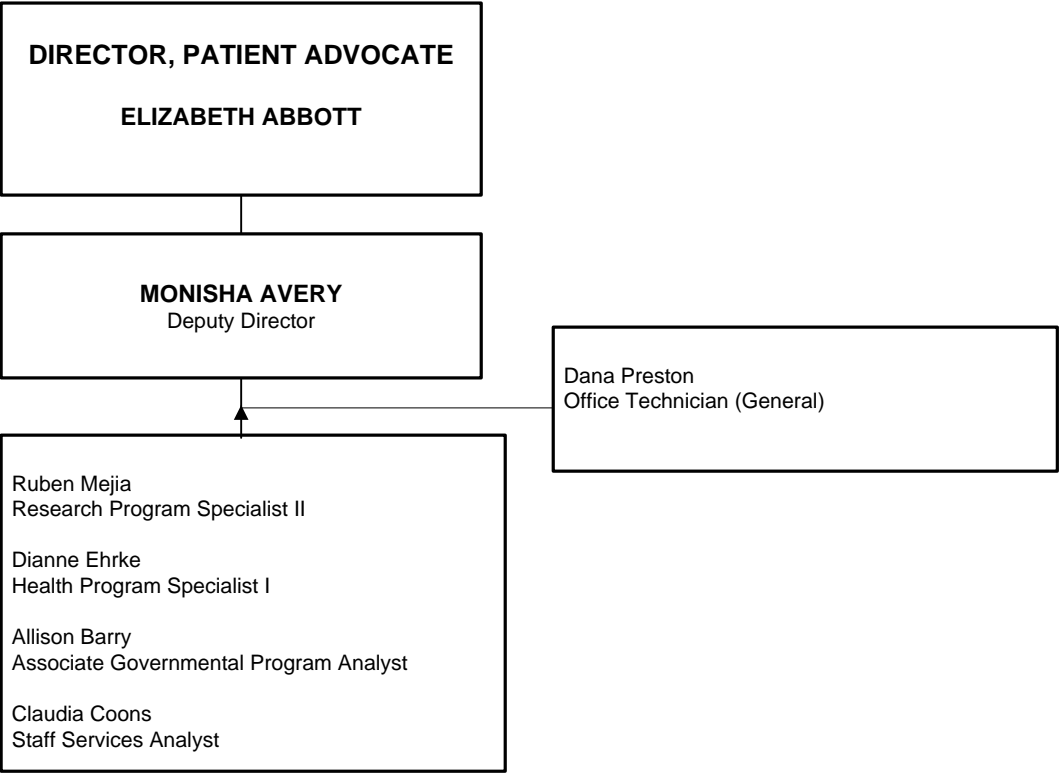 DIRECTOR, PATIENT ADVOCATE
ELIZABETH ABBOTT
MONISHA AVERY
Deputy Director
Dana Preston
Office Technician (General)
Ruben Mejia
Research Program Specialist II
Dianne Ehrke
Health Program Specialist I
Allison Barry
Associate Governmental Program Analyst
Claudia Coons
Staff Services Analyst